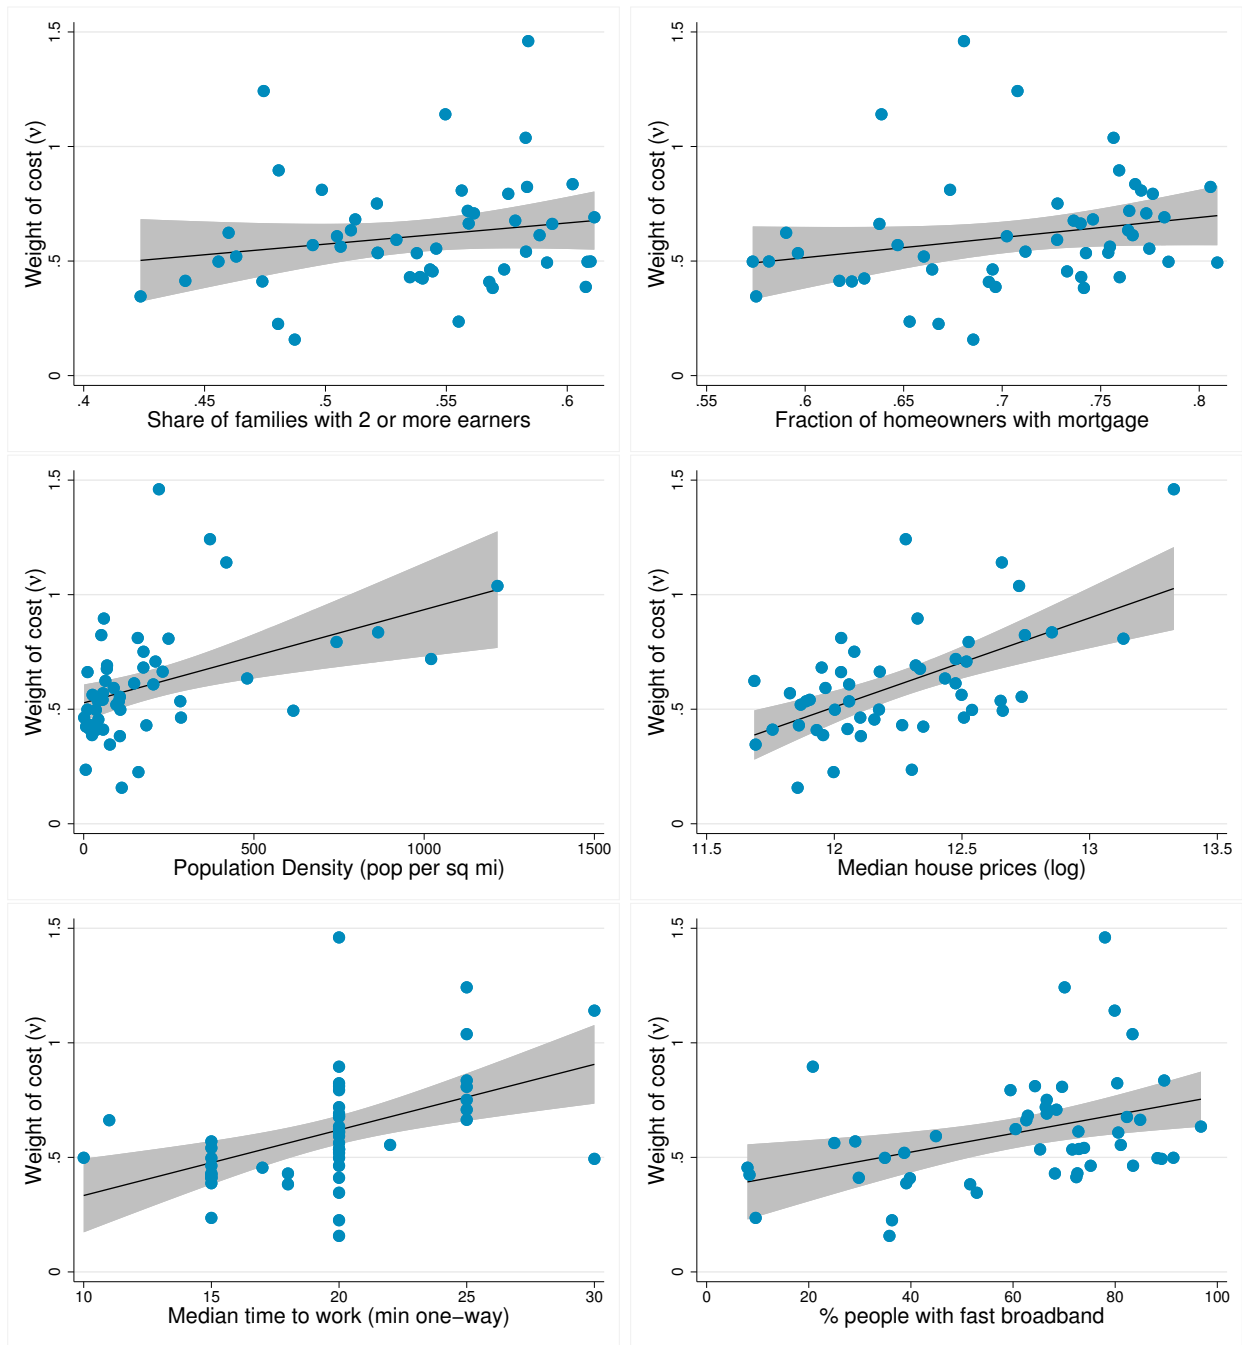 1.5
1
.5
0
Weight of cost (ν)
.4 .45 .5 .55 .6
Share of families with 2 or more earners
1.5
1
.5
0
Weight of cost (ν)
.55 .6 .65 .7 .75 .8
Fraction of homeowners with mortgage
1.5
1
.5
0
Weight of cost (ν)
0 500 1000 1500
Population Density (pop per sq mi)
1.5
1
.5
0
Weight of cost (ν)
11.5 12 12.5 13 13.5
Median house prices (log)
1.5
1
.5
0
Weight of cost (ν)
10 15 20 25 30
Median time to work (min one−way)
1.5
1
.5
0
Weight of cost (ν)
0 20 40 60 80 100
% people with fast broadband